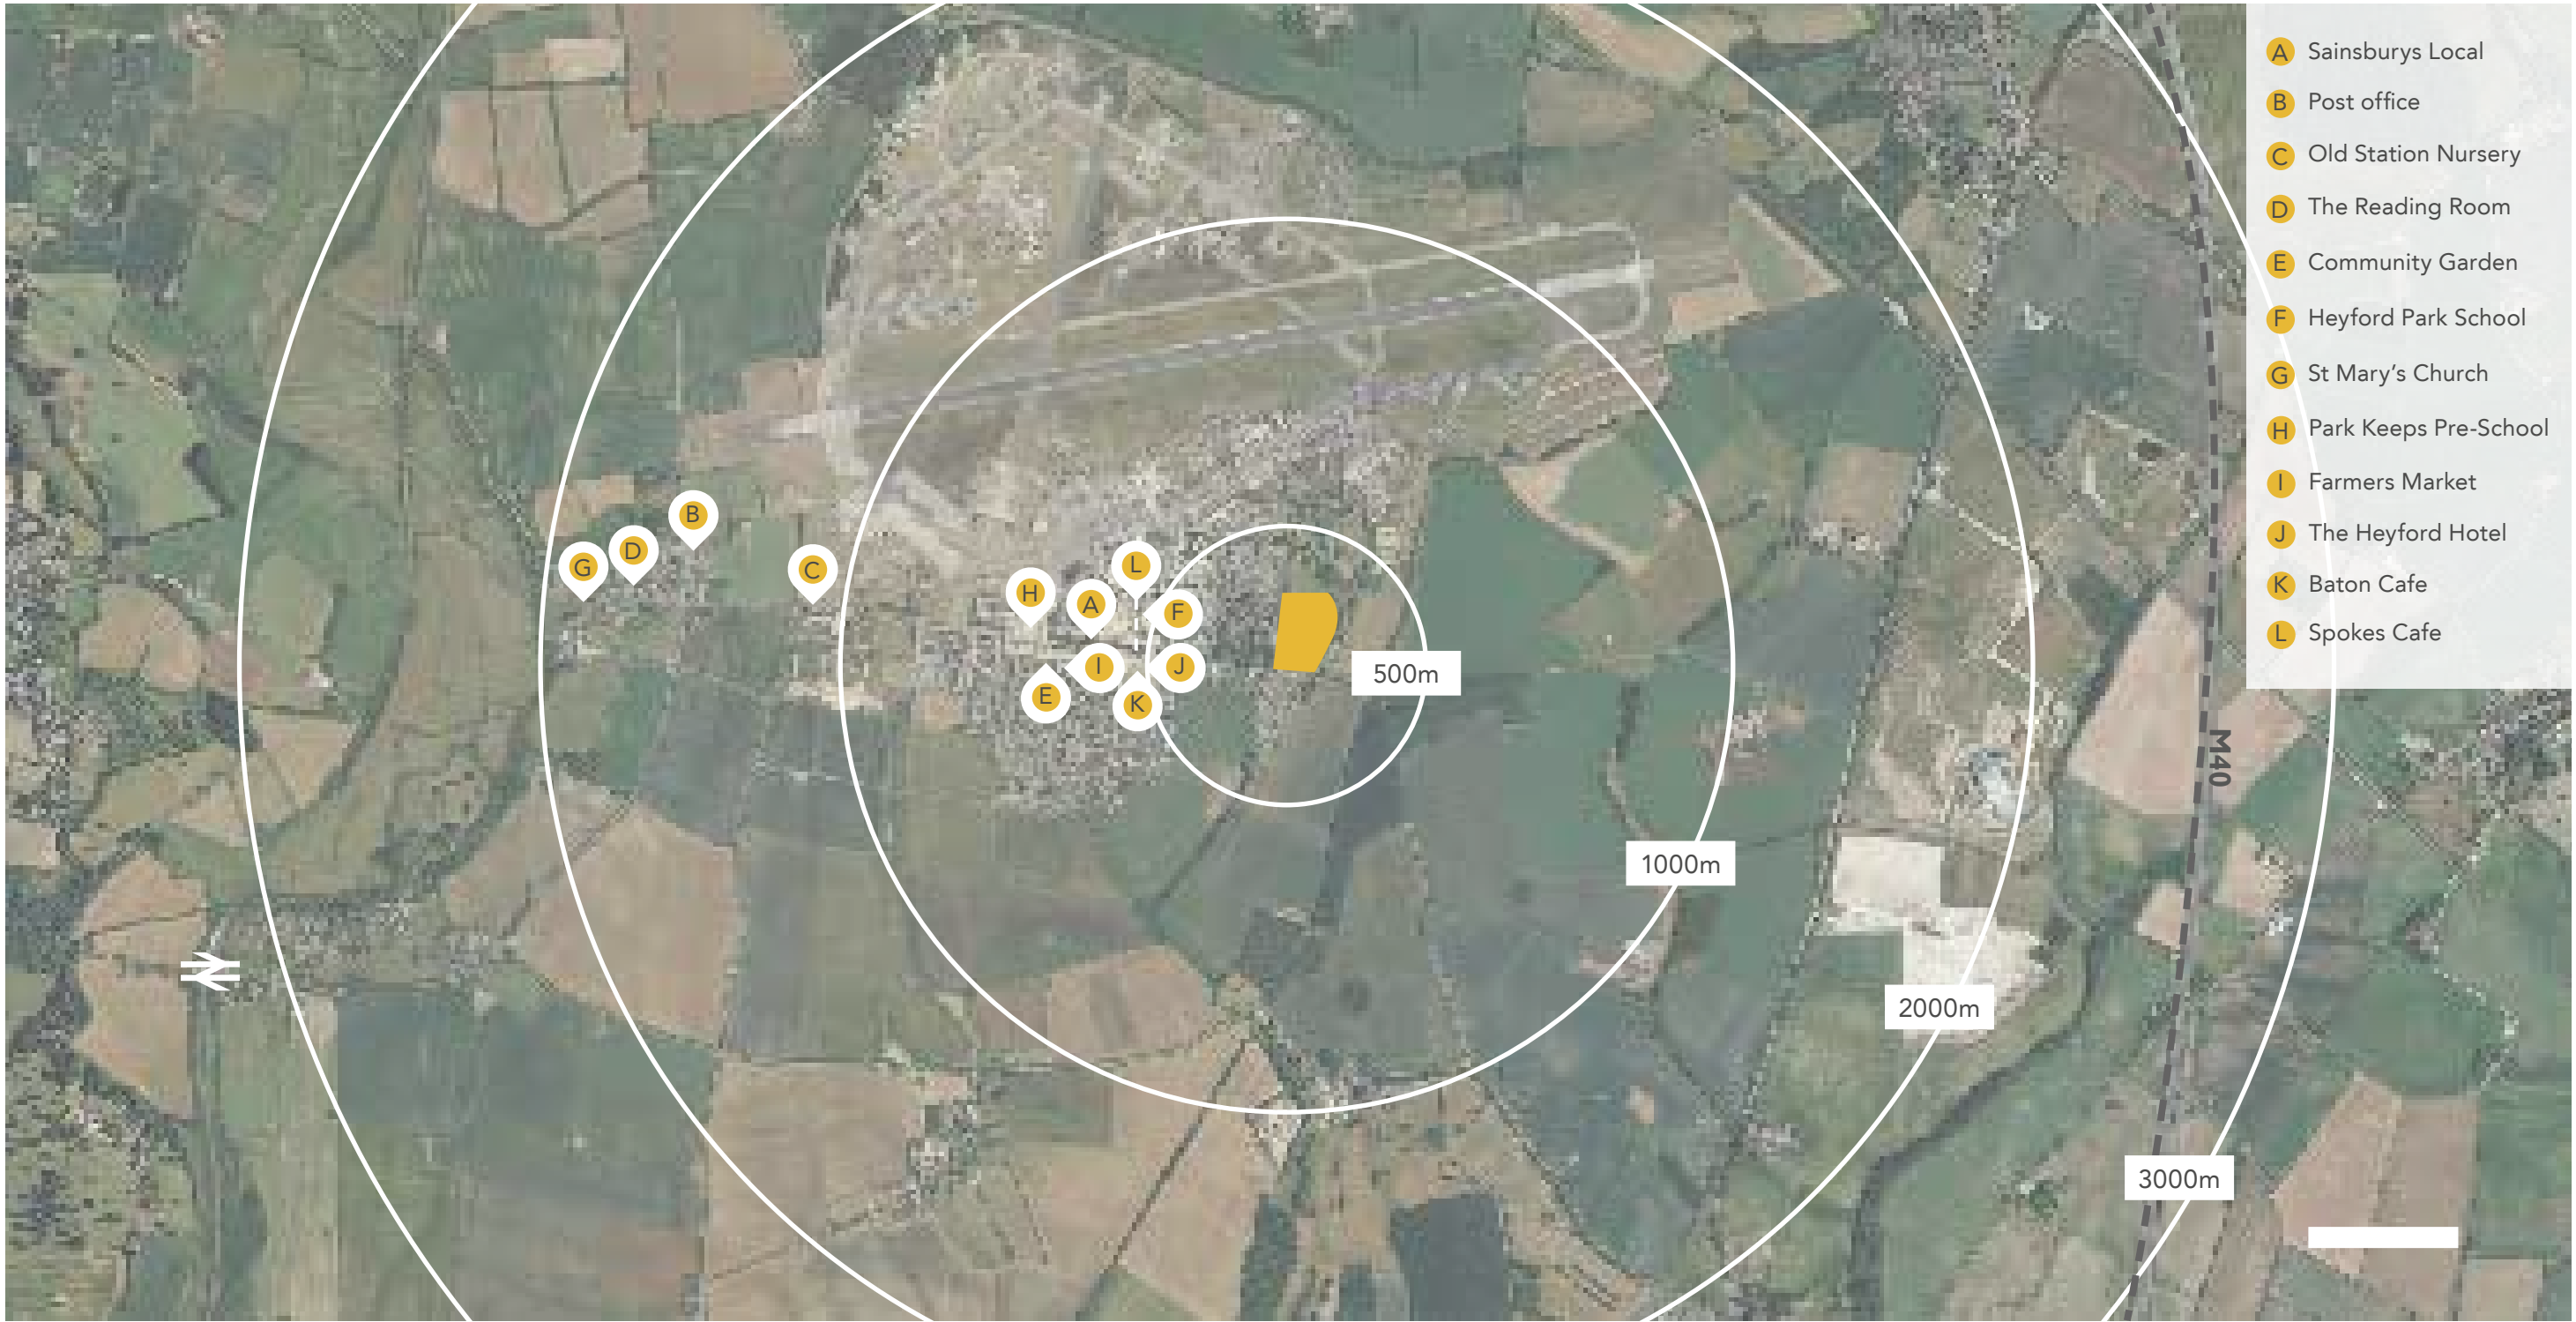 A Sainsburys Local
B Post office
C Old Station Nursery
D The Reading Room
E Community Garden
F Heyford Park School
G St Mary’s Church
H Park Keeps Pre-School
I Farmers Market
J The Heyford Hotel
K Baton Cafe
L Spokes Cafe
B
D
G
C
L
H
A
F
I
J
E
K
500m
M40
1000m
2000m
3000m